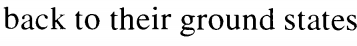 back to their ground states